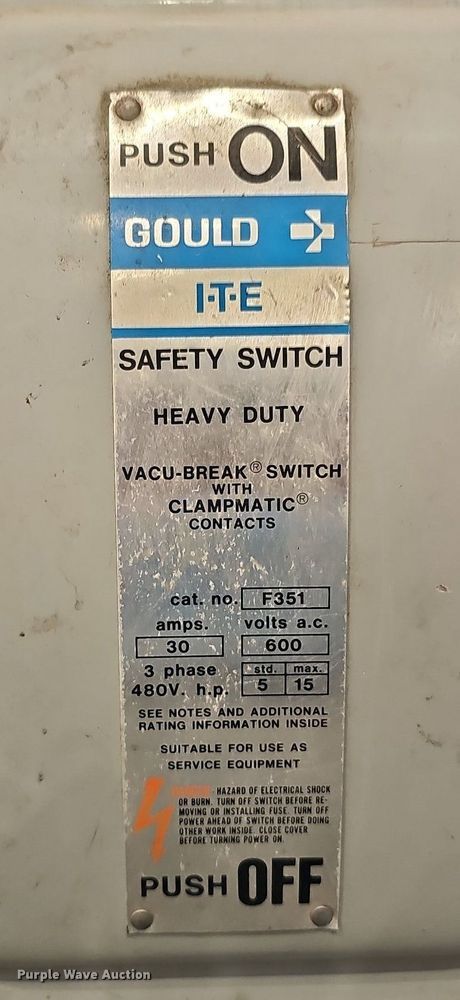 PUSH ON
GOULD
I-T-E
SAFETY SWITCH
HEAVY DUTY
VACU-BREAK® SWITCH
WITH
CLAMPMATIC®
CONTACTS
cat. no. F351
amps. volts a.c.
30 600
3 phase std. max.
480V. h.p. 5 15
SEE NOTES AND ADDITIONAL
RATING INFORMATION INSIDE
SUITABLE FOR USE AS
SERVICE EQUIPMENT
DANGER - HAZARD OF ELECTRICAL SHOCK
OR BURN. TURN OFF SWITCH BEFORE RE-
MOVING OR INSTALLING FUSE. TURN OFF
POWER AHEAD OF SWITCH BEFORE DOING
OTHER WORK INSIDE. CLOSE COVER
BEFORE TURNING POWER ON.
PUSH OFF
Purple Wave Auction